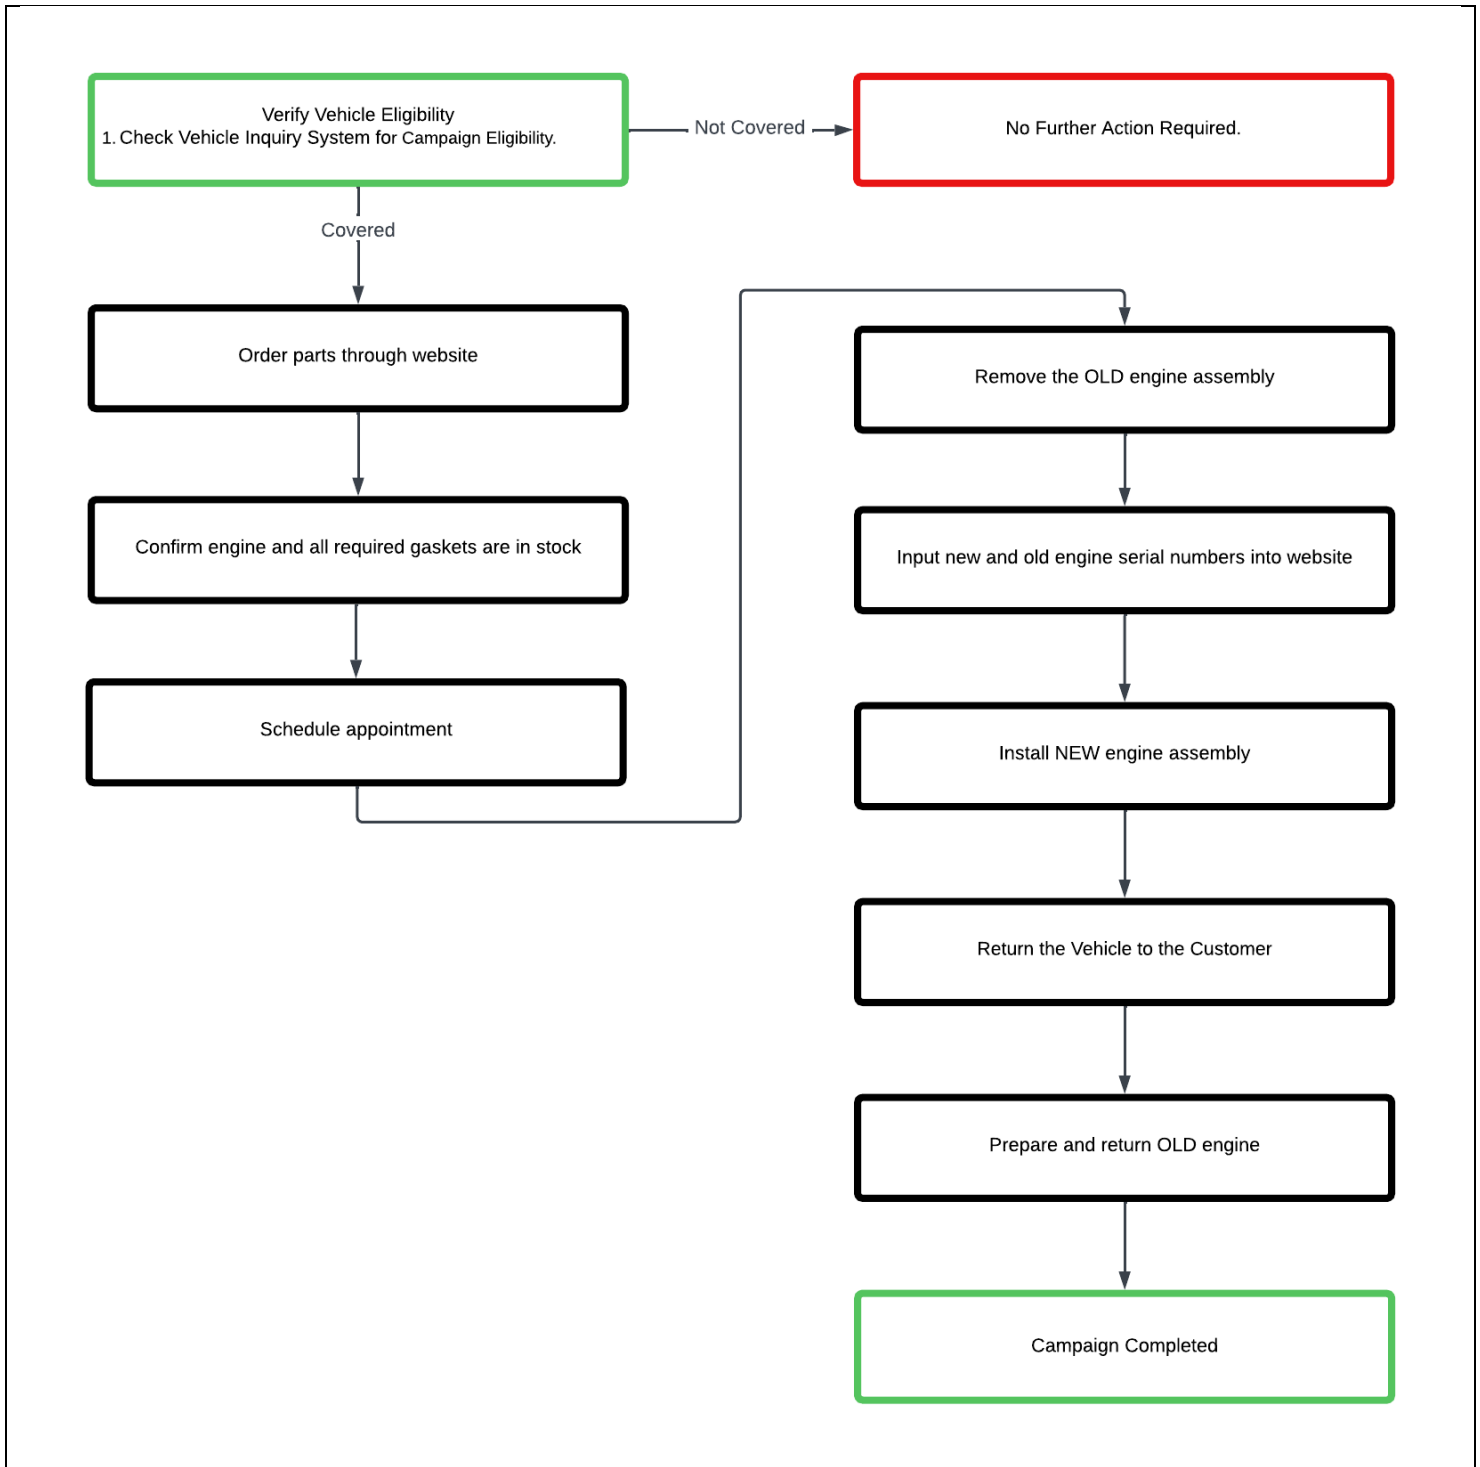 Verify Vehicle Eligibility
1. Check Vehicle Inquiry System for Campaign Eligibility.
Not Covered
No Further Action Required.
Covered
Order parts through website
Confirm engine and all required gaskets are in stock
Schedule appointment
Remove the OLD engine assembly
Input new and old engine serial numbers into website
Install NEW engine assembly
Return the Vehicle to the Customer
Prepare and return OLD engine
Campaign Completed